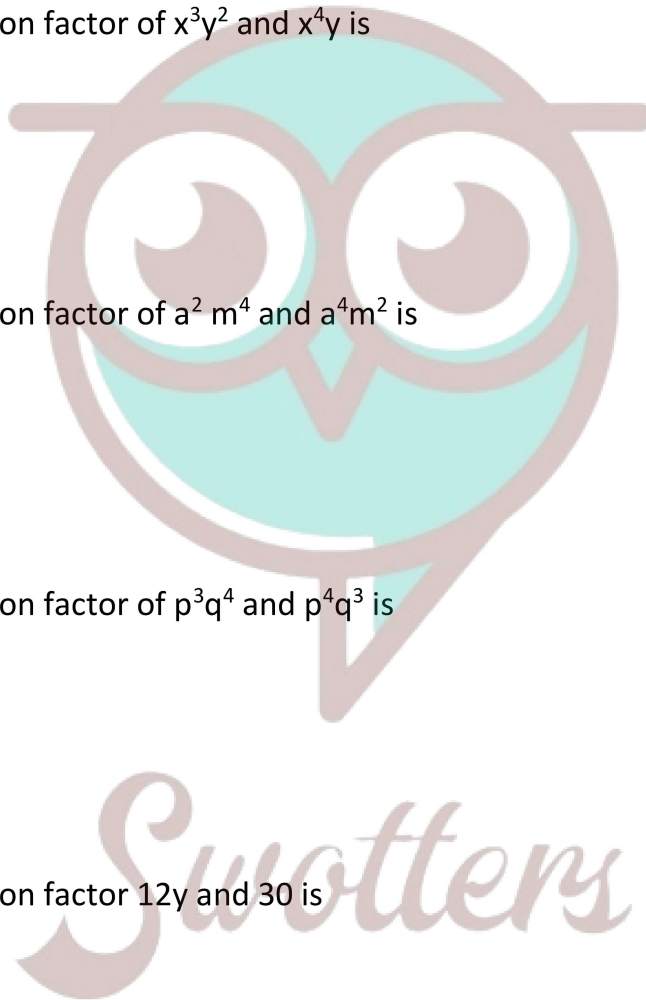 on factor of x³y² and x⁴y is
on factor of a² m⁴ and a⁴m² is
on factor of p³q⁴ and p⁴q³ is
on factor 12y and 30 is
Swotters